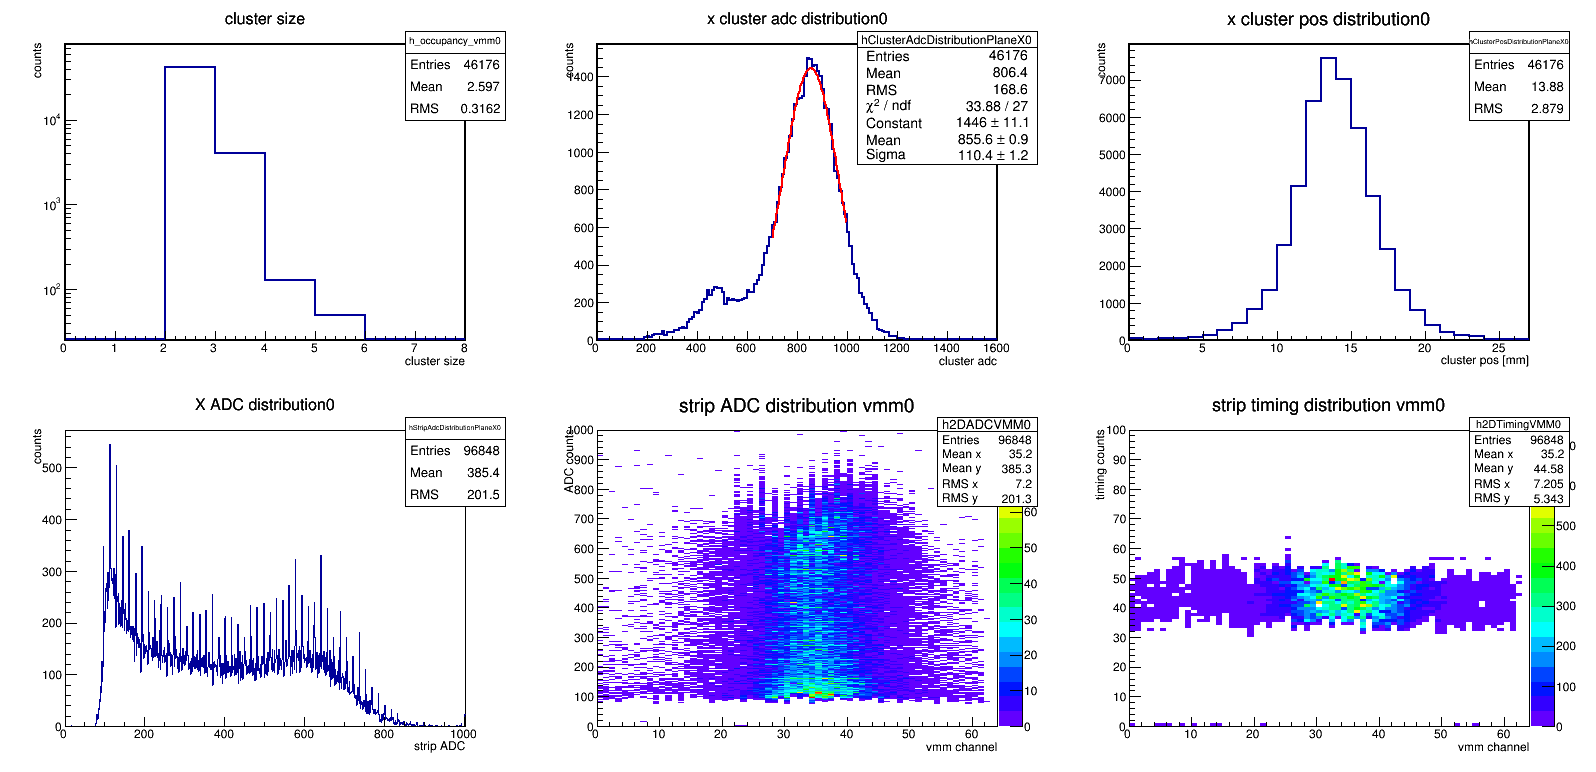 cluster size
counts
h_occupancy_vmm0
Entries 46176
Mean 2.597
RMS 0.3162
10^4
10^3
10^2
0 1 2 3 4 5 6 7 8
cluster size
x cluster adc distribution0
counts
hClusterAdcDistributionPlaneX0
Entries 46176
Mean 806.4
RMS 168.6
χ² / ndf 33.88 / 27
Constant 1446 ± 11.1
Mean 855.6 ± 0.9
Sigma 110.4 ± 1.2
1400
1200
1000
800
600
400
200
0
0 200 400 600 800 1000 1200 1400 1600
cluster adc
x cluster pos distribution0
counts
hClusterPosDistributionPlaneX0
Entries 46176
Mean 13.88
RMS 2.879
7000
6000
5000
4000
3000
2000
1000
0
0 5 10 15 20 25
cluster pos [mm]
X ADC distribution0
counts
hStripAdcDistributionPlaneX0
Entries 96848
Mean 385.4
RMS 201.5
500
400
300
200
100
0
0 200 400 600 800 1000
strip ADC
strip ADC distribution vmm0
ADC counts
h2DADCVMM0
Entries 96848
Mean x 35.2
Mean y 385.3
RMS x 7.2
RMS y 201.3
1000
900
800
700
600
500
400
300
200
100
0
0 10 20 30 40 50 60
vmm channel
60
50
40
30
20
10
0
strip timing distribution vmm0
timing counts
h2DTimingVMM0
Entries 96848
Mean x 35.2
Mean y 44.58
RMS x 7.205
RMS y 5.343
100
90
80
70
60
50
40
30
20
10
0
0 10 20 30 40 50 60
vmm channel
0
0
500
400
300
200
100
0